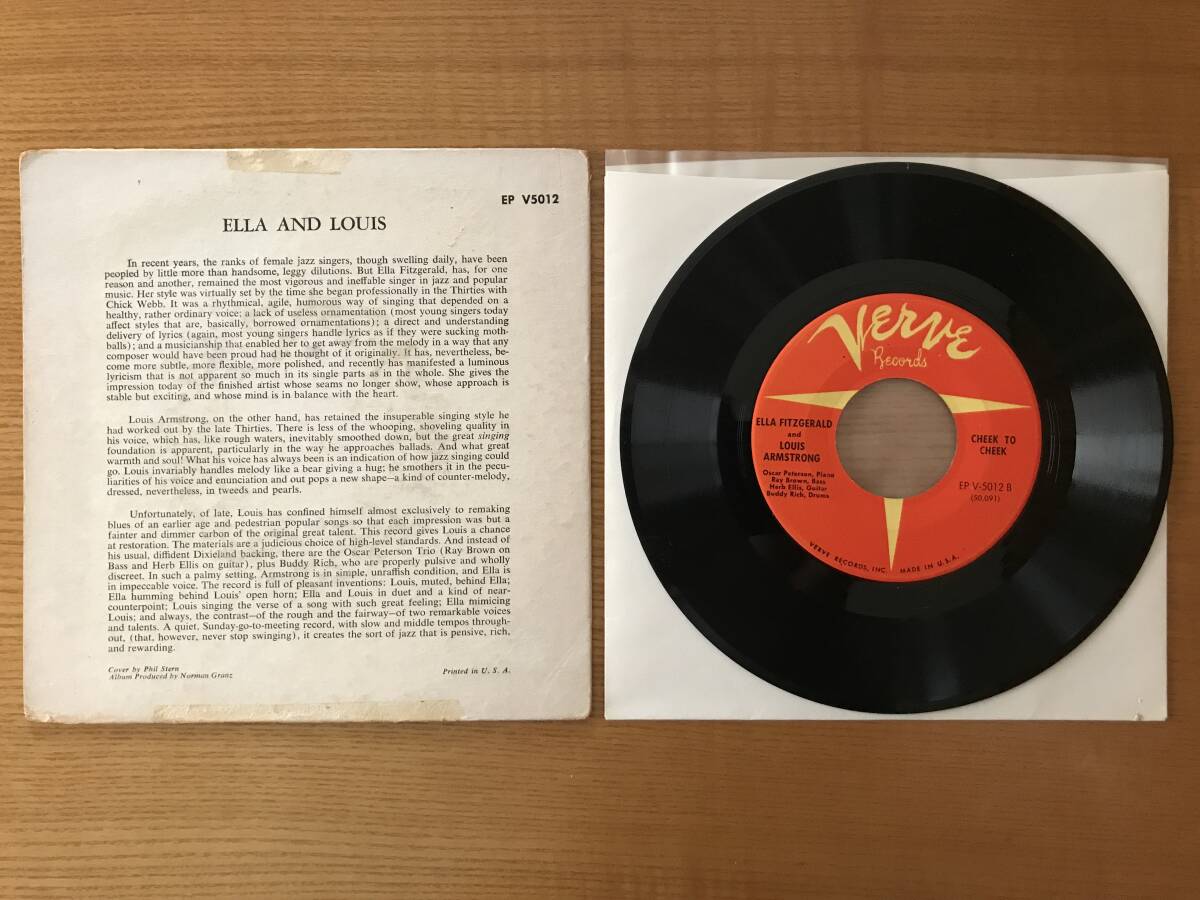 EP V5012
ELLA AND LOUIS
In recent years, the ranks of female jazz singers, though swelling daily, have been
peopled by little more than handsome, leggy dilutions. But Ella Fitzgerald, has, for one
reason and another, remained the most vigorous and ineffable singer in jazz and popular
music. Her style was virtually set by the time she began professionally in the Thirties with
Chick Webb. It was a rhythmical, agile, humorous way of singing that depended on a
healthy, rather ordinary voice; a lack of useless ornamentation (most young singers today
affect styles that are, basically, borrowed ornamentations); a direct and understanding
delivery of lyrics (again, most young singers handle lyrics as if they were sucking moth-
balls); and a musicianship that enabled her to get away from the melody in a way that any
composer would have been proud had he thought of it originally. It has, nevertheless, be-
come more subtle, more flexible, more polished, and recently has manifested a luminous
lyricism that is not apparent so much in its single parts as in the whole. She gives the
impression today of the finished artist whose seams no longer show, whose approach is
stable but exciting, and whose mind is in balance with the heart.
Louis Armstrong, on the other hand, has retained the insuperable singing style he
had worked out by the late Thirties. There is less of the whooping, shoveling quality in
his voice, which has, like rough waters, inevitably smoothed down, but the great singing
foundation is apparent, particularly in the way he approaches ballads. And what great
warmth and soul! What his voice has always been is an indication of how jazz singing could
go. Louis invariably handles melody like a bear giving a hug; he smothers it in the pecu-
liarities of his voice and enunciation and out pops a new shape—a kind of counter-melody,
dressed, nevertheless, in tweeds and pearls.
Unfortunately, of late, Louis has confined himself almost exclusively to remaking
blues of an earlier age and pedestrian popular songs so that each impression was but a
fainter and dimmer carbon of the original great talent. This record gives Louis a chance
at restoration. The materials are a judicious choice of high-level standards. And instead of
his usual, diffident Dixieland backing, there are the Oscar Peterson Trio (Ray Brown on
Bass and Herb Ellis on guitar), plus Buddy Rich, who are properly pulsive and wholly
discreet. In such a palmy setting, Armstrong is in simple, unraffish condition, and Ella is
in impeccable voice. The record is full of pleasant inventions: Louis, muted, behind Ella;
Ella humming behind Louis' open horn; Ella and Louis in duet and a kind of near-
counterpoint; Louis singing the verse of a song with such great feeling; Ella mimicing
Louis; and always, the contrast—of the rough and the fairway—of two remarkable voices
and talents. A quiet, Sunday-go-to-meeting record, with slow and middle tempos through-
out, (that, however, never stop swinging), it creates the sort of jazz that is pensive, rich,
and rewarding.
Cover by Phil Stern
Album Produced by Norman Granz
Printed in U. S. A.
Verve
Records
ELLA FITZGERALD
and
LOUIS
ARMSTRONG
Oscar Peterson, Piano
Ray Brown, Bass
Herb Ellis, Guitar
Buddy Rich, Drums
CHEEK TO
CHEEK
EP V-5012 B
(50,091)
VERVE RECORDS, INC. MADE IN U.S.A.